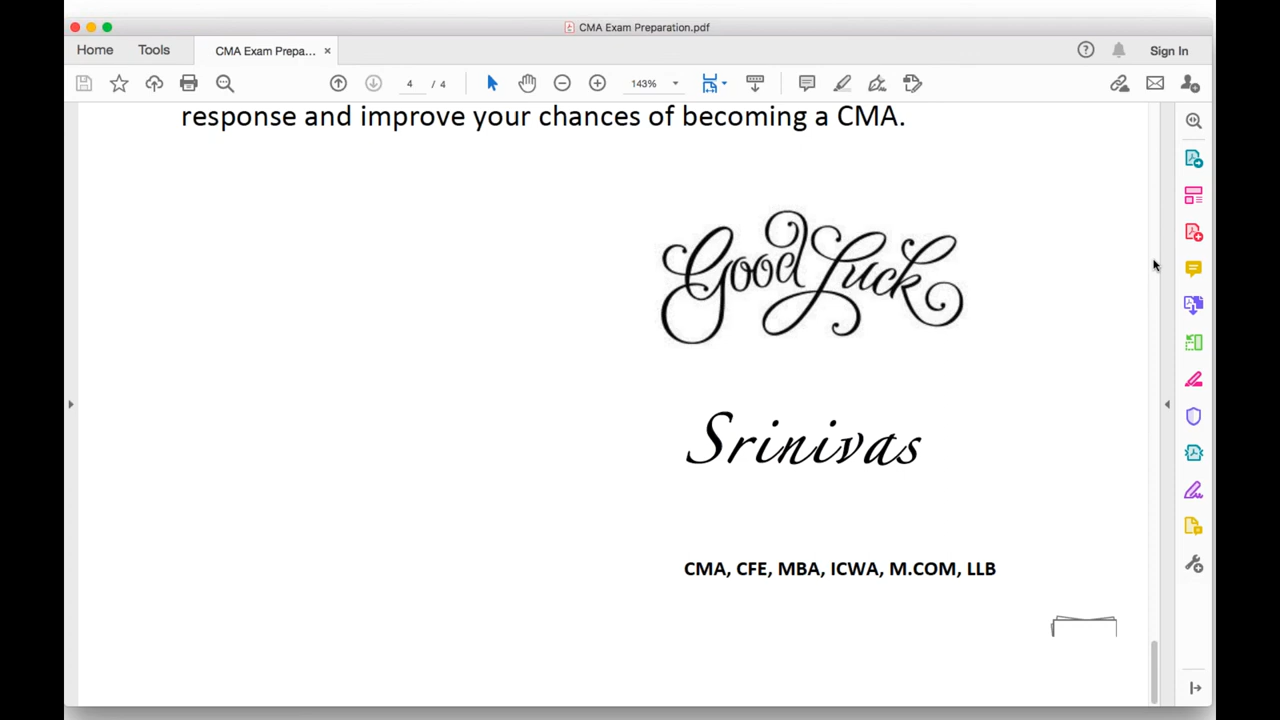 CMA Exam Preparation.pdf
Home Tools CMA Exam Prepa... × Sign In
4 / 4 143%
response and improve your chances of becoming a CMA.
Good Luck
Srinivas
CMA, CFE, MBA, ICWA, M.COM, LLB